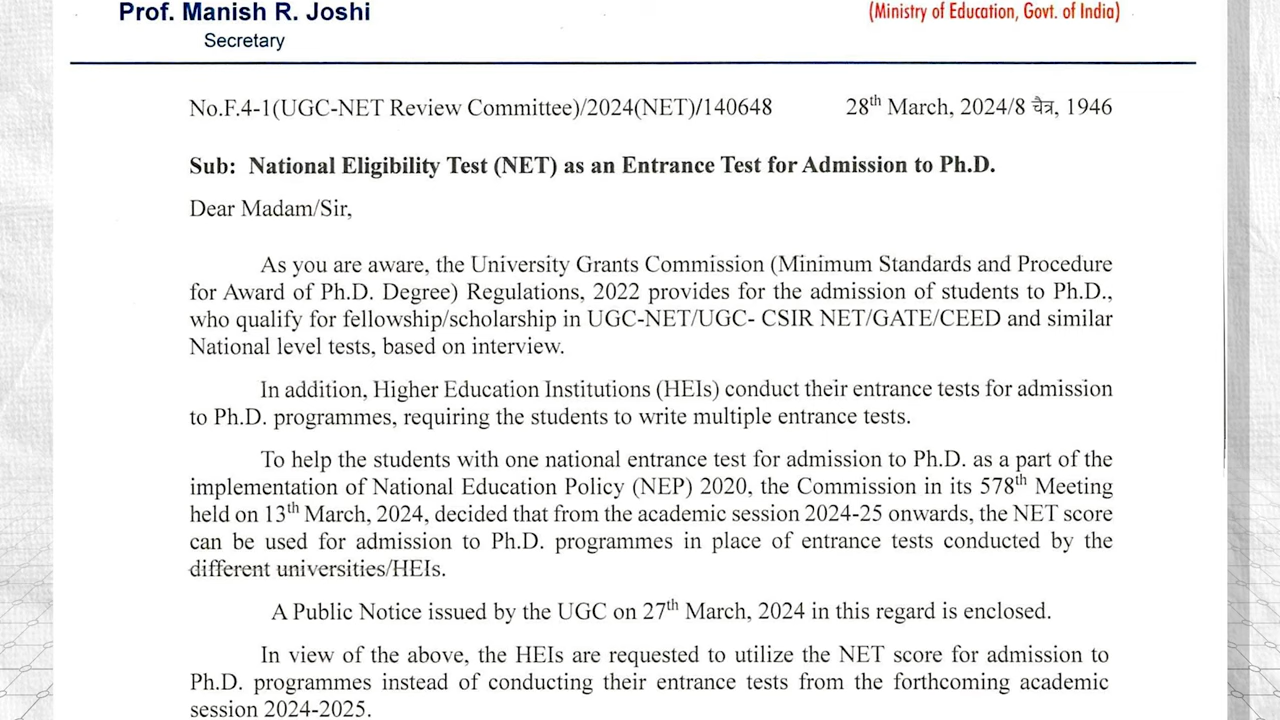 Prof. Manish R. Joshi
Secretary
(Ministry of Education, Govt. of India)
No.F.4-1(UGC-NET Review Committee)/2024(NET)/140648 28th March, 2024/8 चैत्र, 1946
Sub: National Eligibility Test (NET) as an Entrance Test for Admission to Ph.D.
Dear Madam/Sir,
As you are aware, the University Grants Commission (Minimum Standards and Procedure
for Award of Ph.D. Degree) Regulations, 2022 provides for the admission of students to Ph.D.,
who qualify for fellowship/scholarship in UGC-NET/UGC- CSIR NET/GATE/CEED and similar
National level tests, based on interview.
In addition, Higher Education Institutions (HEIs) conduct their entrance tests for admission
to Ph.D. programmes, requiring the students to write multiple entrance tests.
To help the students with one national entrance test for admission to Ph.D. as a part of the
implementation of National Education Policy (NEP) 2020, the Commission in its 578th Meeting
held on 13th March, 2024, decided that from the academic session 2024-25 onwards, the NET score
can be used for admission to Ph.D. programmes in place of entrance tests conducted by the
different universities/HEIs.
A Public Notice issued by the UGC on 27th March, 2024 in this regard is enclosed.
In view of the above, the HEIs are requested to utilize the NET score for admission to
Ph.D. programmes instead of conducting their entrance tests from the forthcoming academic
session 2024-2025.